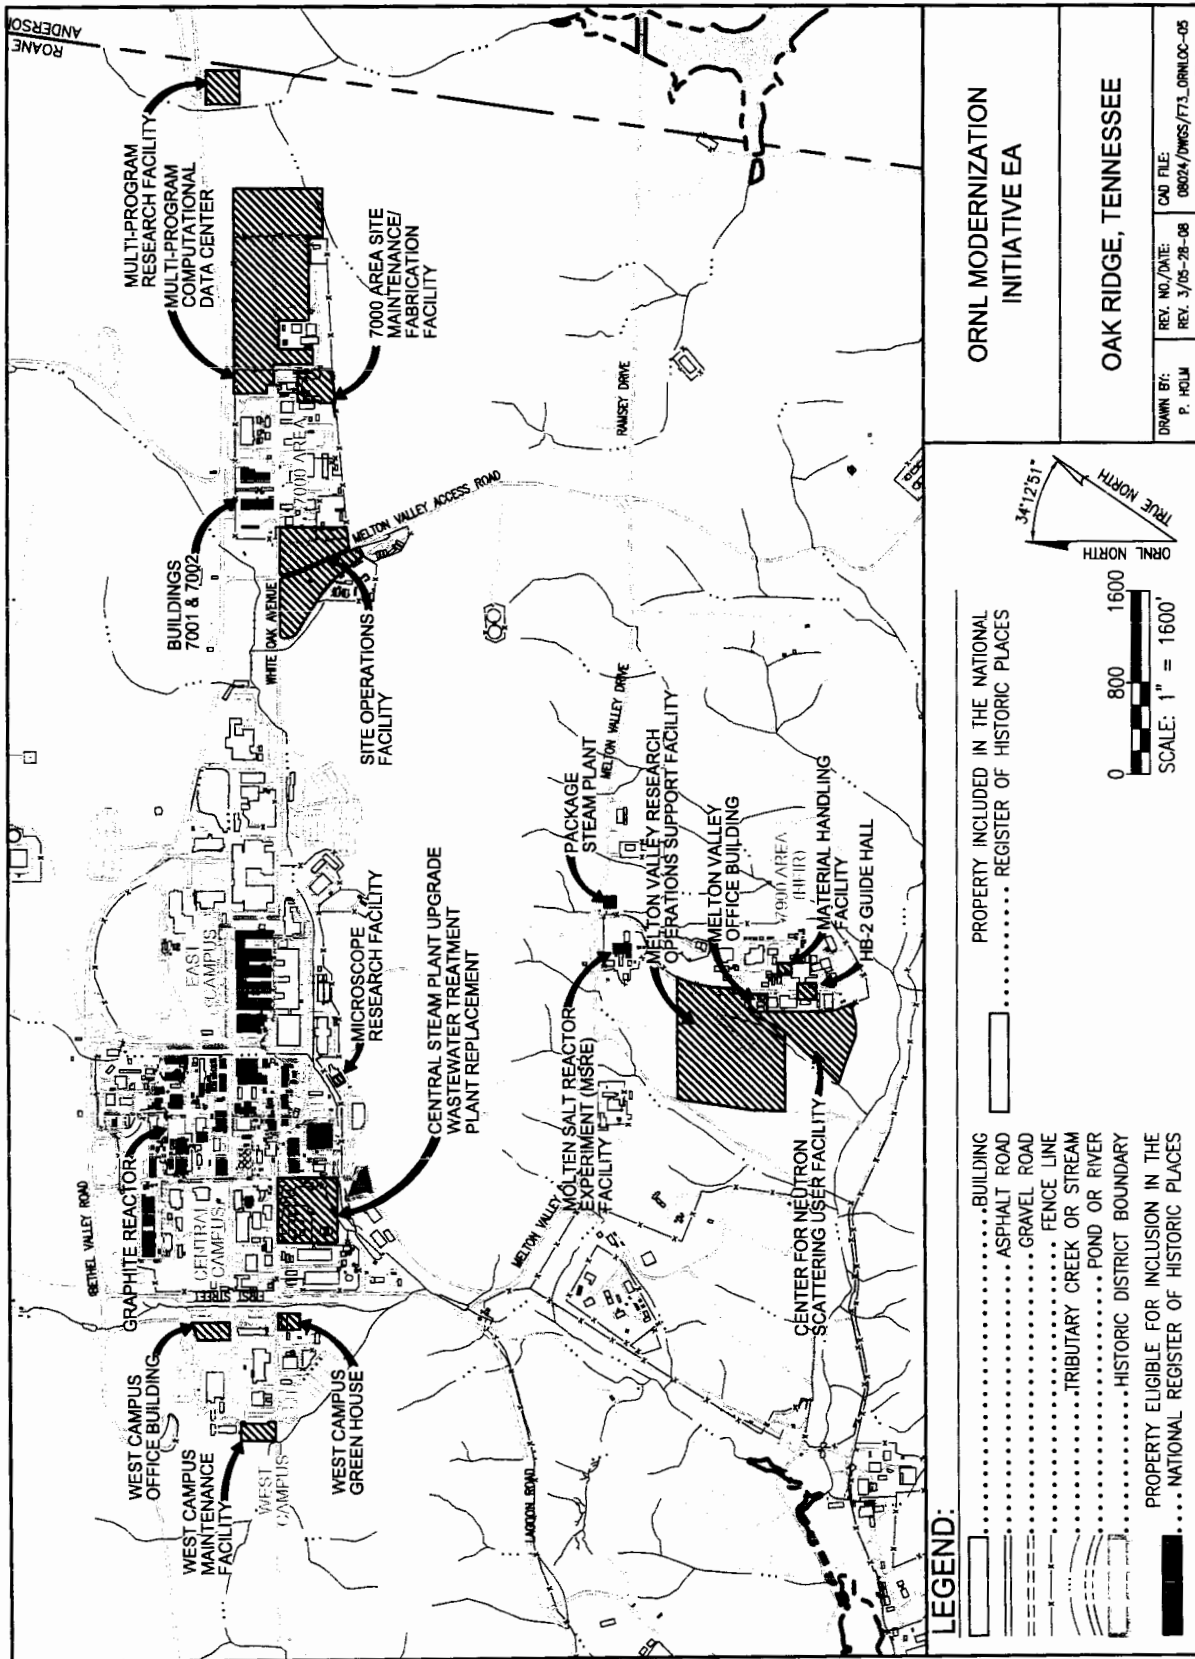 ROANE
ANDERSON
MULTI-PROGRAM
RESEARCH FACILITY
MULTI-PROGRAM
COMPUTATIONAL
DATA CENTER
7000 AREA SITE
MAINTENANCE/
FABRICATION
FACILITY
BUILDINGS
7001 & 7002
7000 AREA
WHITE OAK AVENUE
MELTON VALLEY ACCESS ROAD
SITE OPERATIONS
FACILITY
RAMSEY DRIVE
BETHEL VALLEY ROAD
GRAPHITE REACTOR
EAST
CAMPUS
CENTRAL
CAMPUS
FIRST STREET
MICROSCOPE
RESEARCH FACILITY
CENTRAL STEAM PLANT UPGRADE
WASTEWATER TREATMENT
PLANT REPLACEMENT
WEST CAMPUS
OFFICE BUILDING
WEST CAMPUS
MAINTENANCE
FACILITY
WEST
CAMPUS
WEST CAMPUS
GREEN HOUSE
PACKAGE
STEAM PLANT
MELTON VALLEY DRIVE
MELTON VALLEY RESEARCH
OPERATIONS SUPPORT FACILITY
MELTON VALLEY
OFFICE BUILDING
7900 AREA
(HFIR)
MATERIAL HANDLING
FACILITY
HB-2 GUIDE HALL
MOLTEN SALT REACTOR
EXPERIMENT (MSRE)
FACILITY
MELTON VALLEY
CENTER FOR NEUTRON
SCATTERING USER FACILITY
LAGOON ROAD
LEGEND:
BUILDING
ASPHALT ROAD
GRAVEL ROAD
FENCE LINE
TRIBUTARY CREEK OR STREAM
POND OR RIVER
HISTORIC DISTRICT BOUNDARY
PROPERTY ELIGIBLE FOR INCLUSION IN THE
NATIONAL REGISTER OF HISTORIC PLACES
PROPERTY INCLUDED IN THE NATIONAL
REGISTER OF HISTORIC PLACES
0 800 1600
SCALE: 1" = 1600'
34°12'51"
ORNL NORTH
TRUE NORTH
ORNL MODERNIZATION
INITIATIVE EA
OAK RIDGE, TENNESSEE
DRAWN BY:
P. HOLM
REV. NO./DATE:
REV. 3/05-28-08
CAD FILE:
08024/DWGS/F73_ORNLOC-05